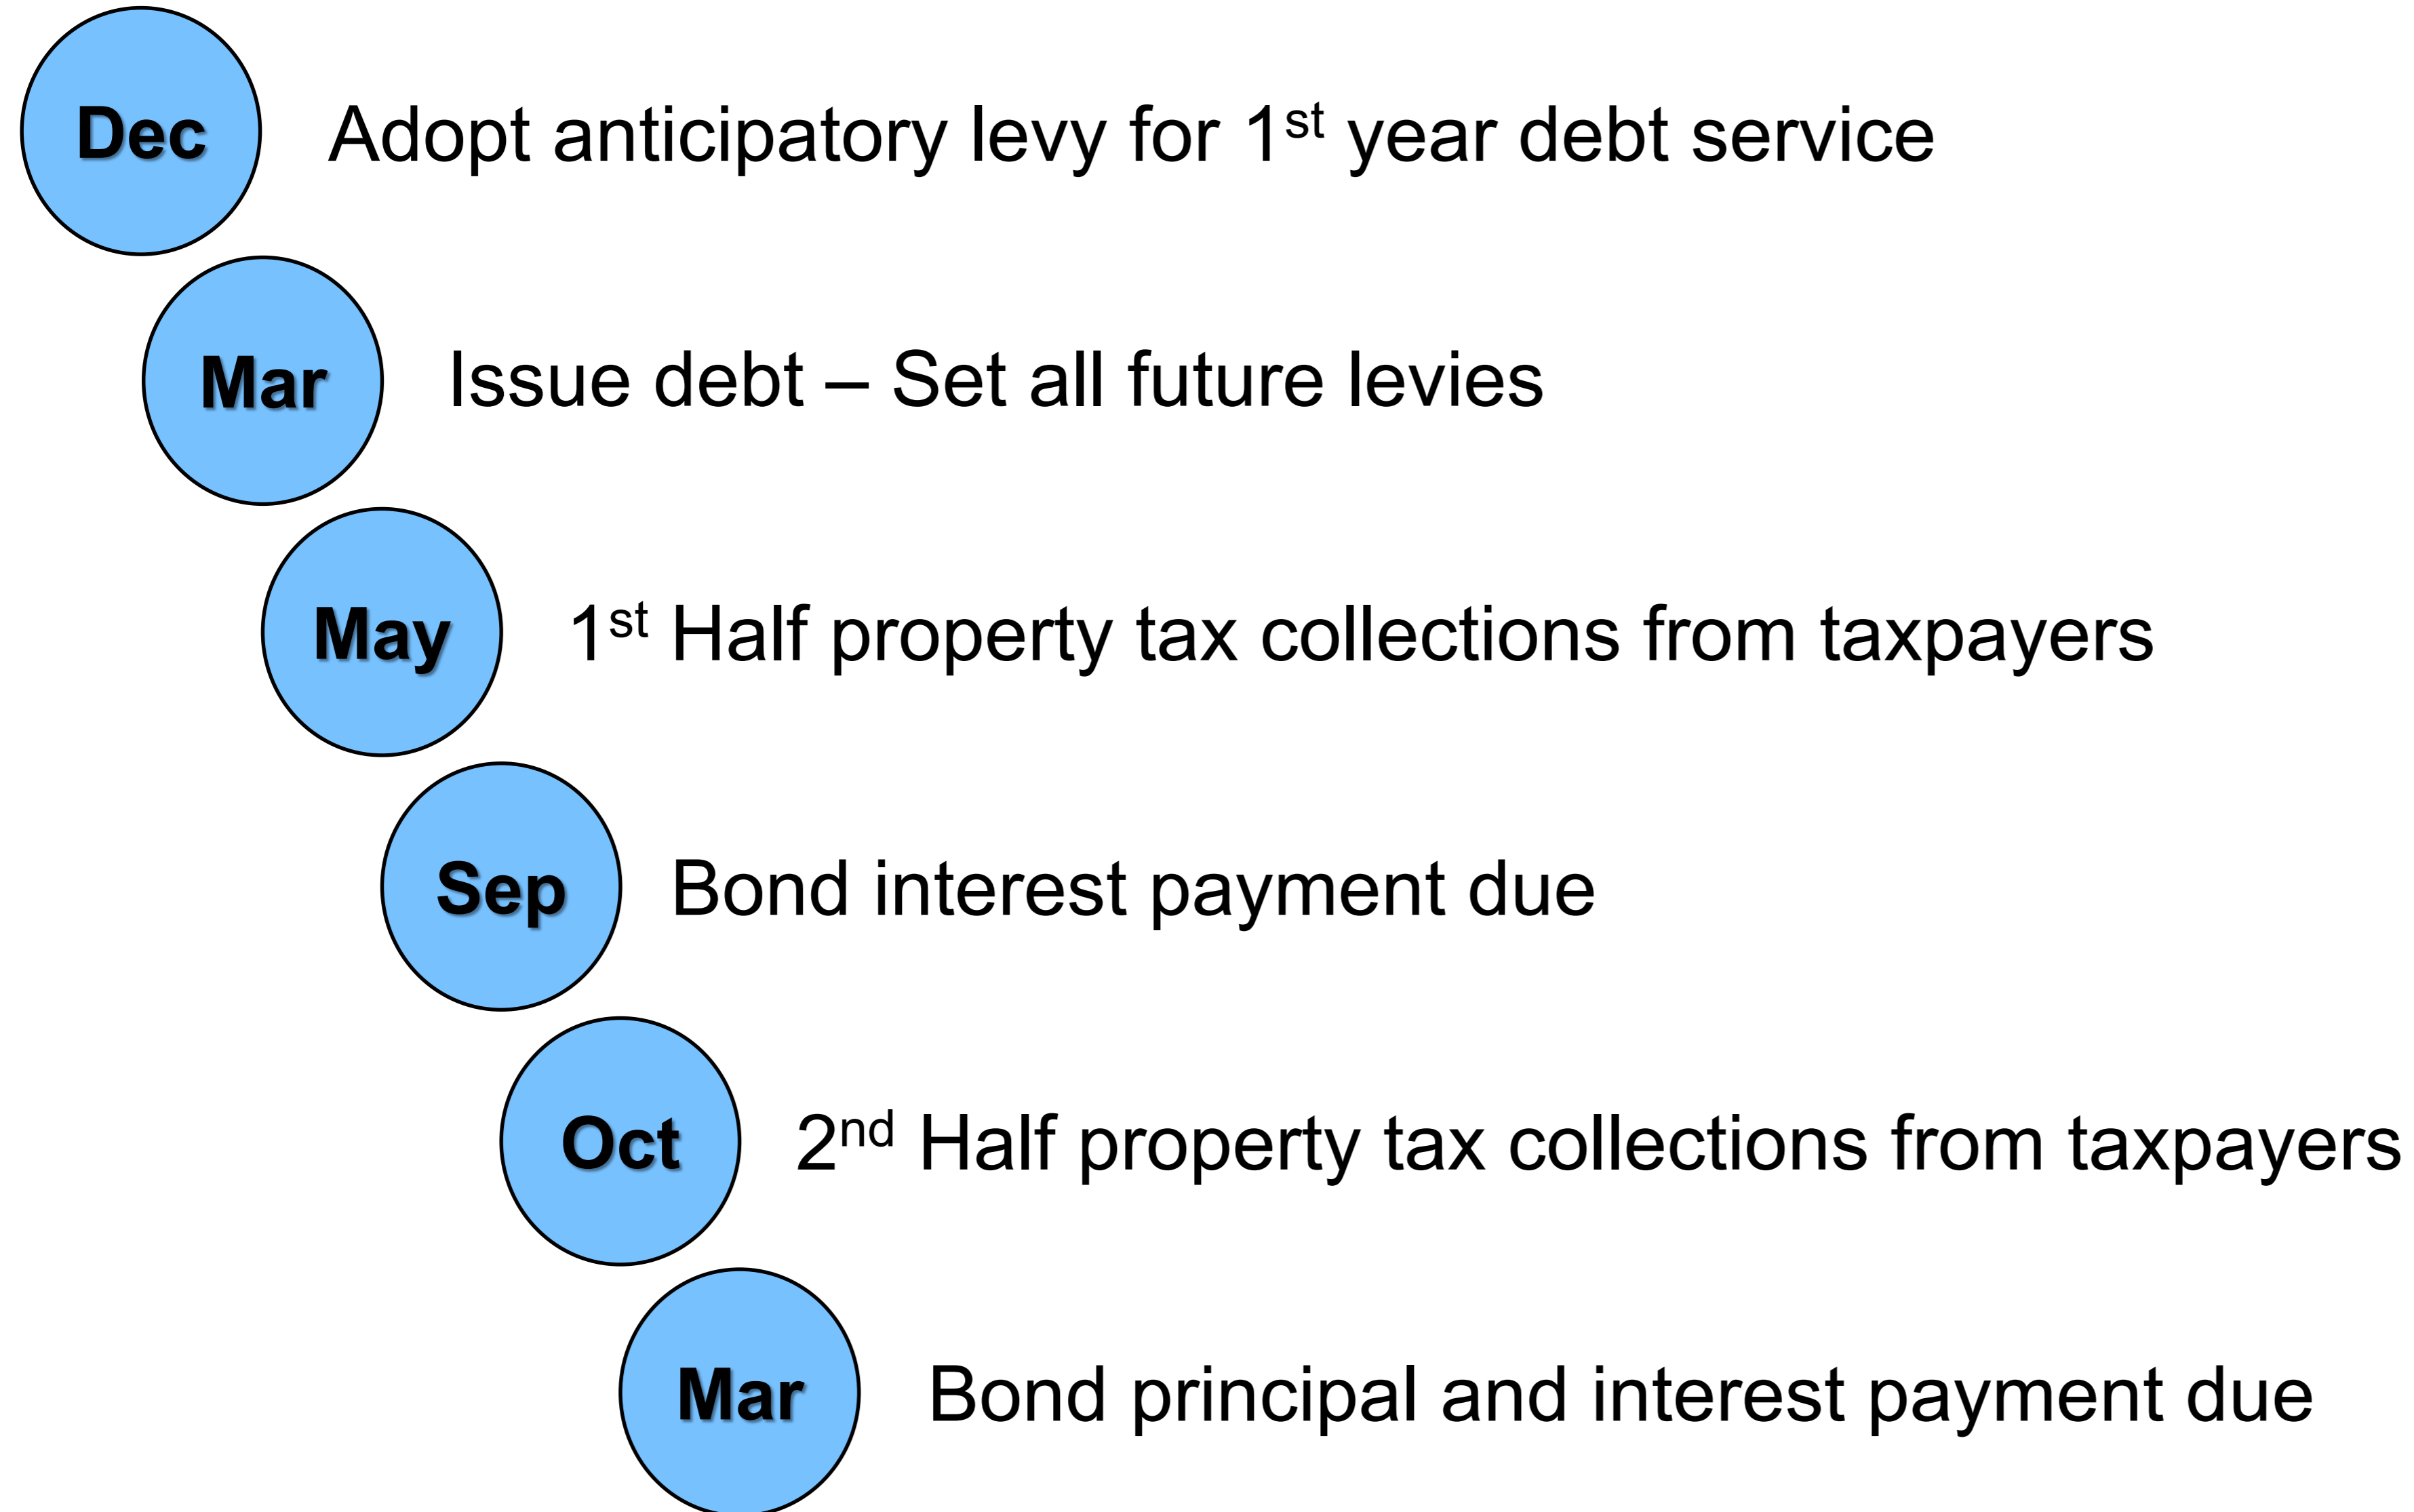 Dec
Adopt anticipatory levy for 1st year debt service
Mar
Issue debt – Set all future levies
May
1st Half property tax collections from taxpayers
Sep
Bond interest payment due
Oct
2nd Half property tax collections from taxpayers
Mar
Bond principal and interest payment due